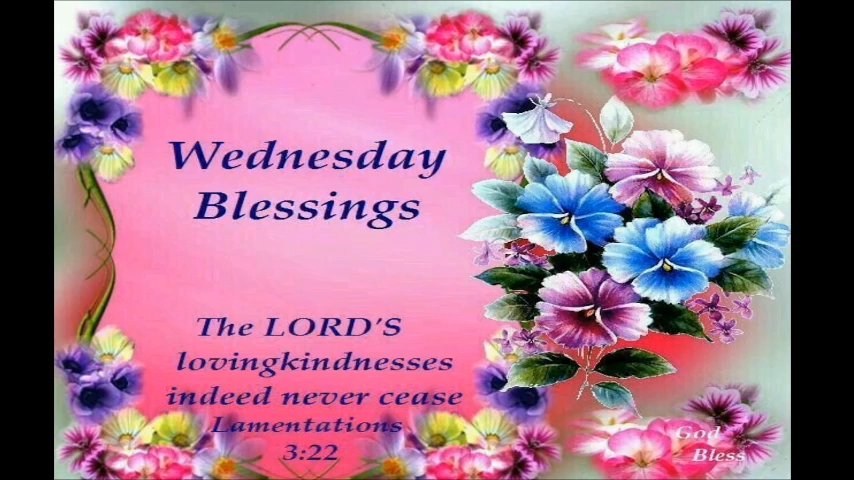 Wednesday
Blessings
The LORD'S
lovingkindnesses
indeed never cease
Lamentations
3:22
God
Bless